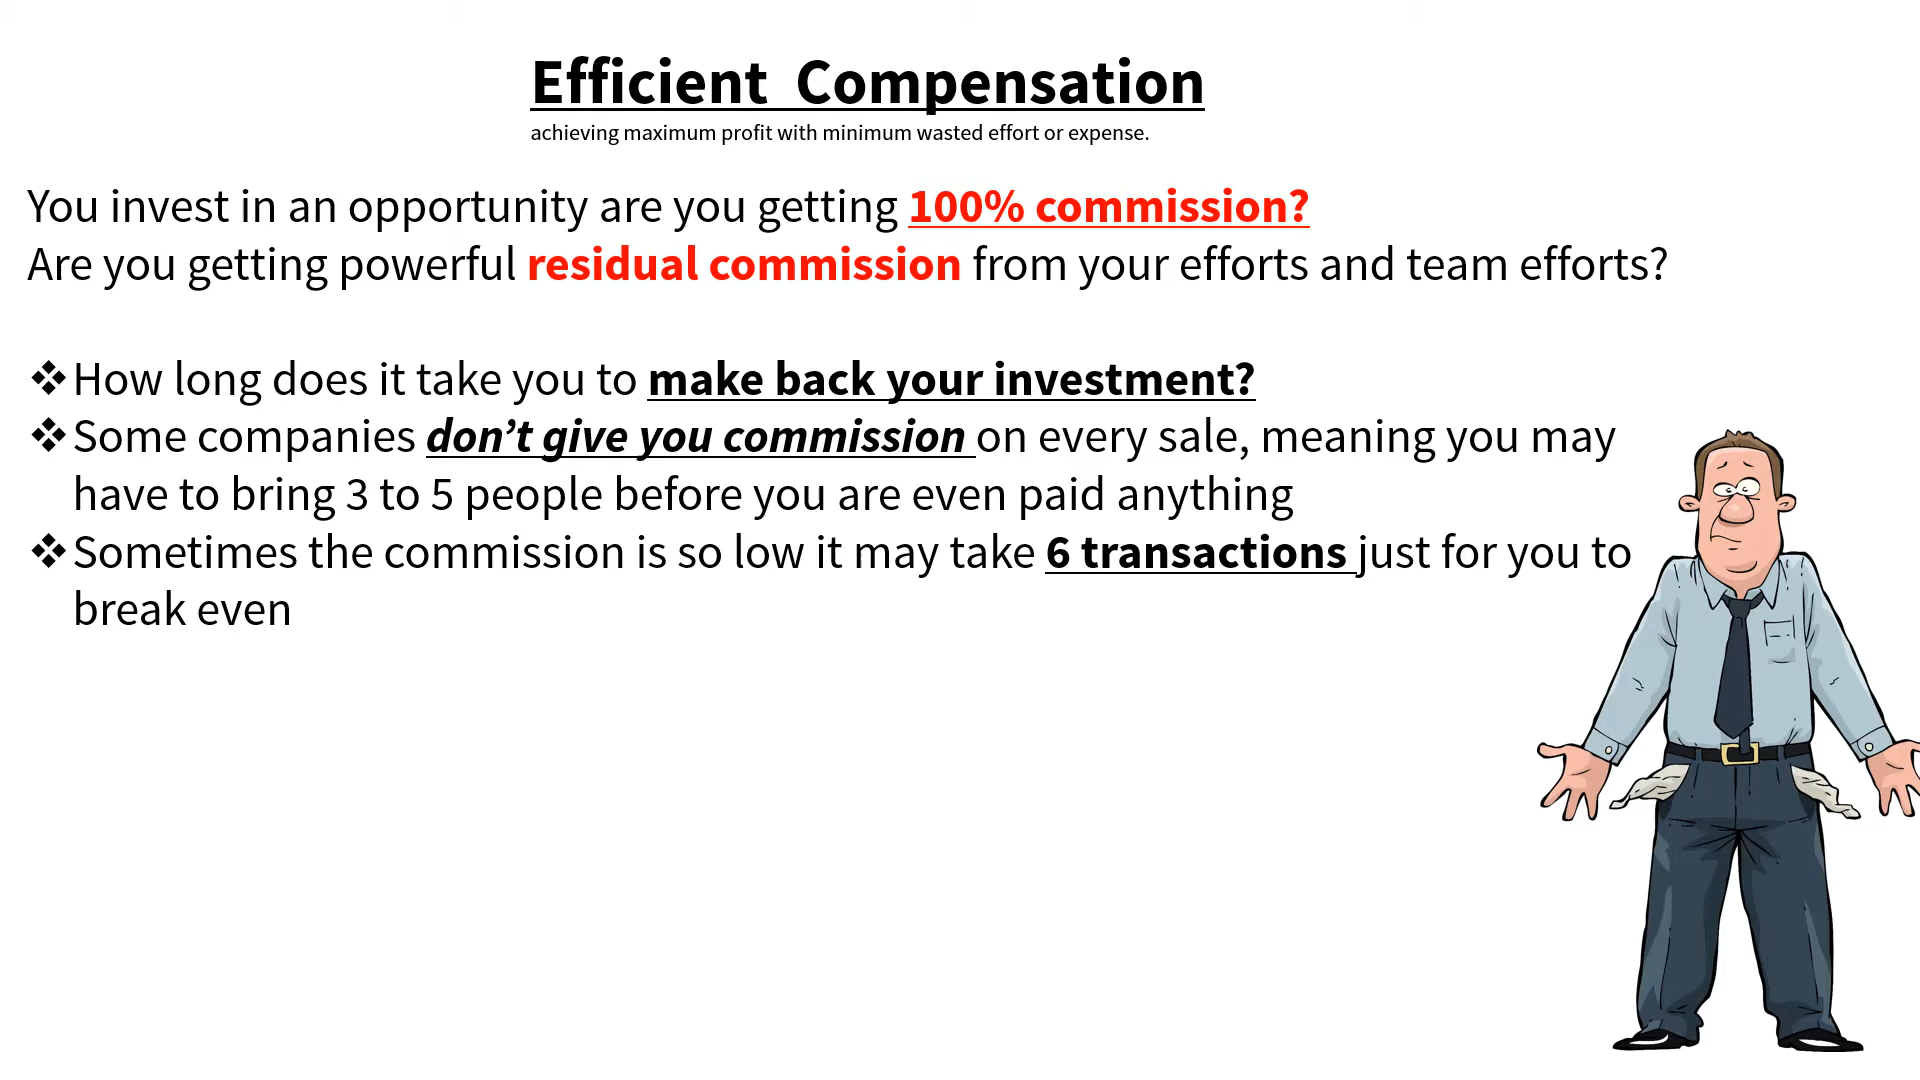 Efficient  Compensation
achieving maximum profit with minimum wasted effort or expense.
You invest in an opportunity are you getting 100% commission?
Are you getting powerful residual commission from your efforts and team efforts?
❖How long does it take you to make back your investment?
❖Some companies don’t give you commission on every sale, meaning you may
have to bring 3 to 5 people before you are even paid anything
❖Sometimes the commission is so low it may take 6 transactions just for you to
break even